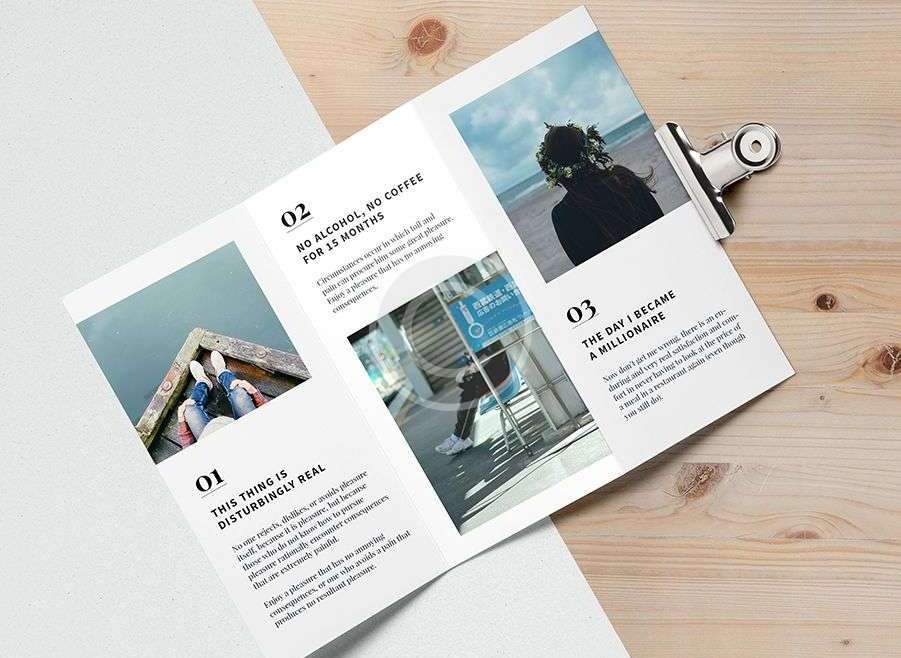 01
THIS THING IS
DISTURBINGLY REAL
No one rejects, dislikes, or avoids pleasure
itself, because it is pleasure, but because
those who do not know how to pursue
pleasure rationally encounter consequences
that are extremely painful.
Enjoy a pleasure that has no annoying
consequences, or one who avoids a pain that
produces no resultant pleasure.
02
NO ALCOHOL, NO COFFEE
FOR 15 MONTHS
Circumstances occur in which toil and
pain can procure him some great pleasure.
Enjoy a pleasure that has no annoying
consequences.
03
THE DAY I BECAME
A MILLIONAIRE
Now don't get me wrong, there is an en-
during and very real satisfaction and com-
fort in never having to look at the price of
a meal in a restaurant again (even though
you still do).